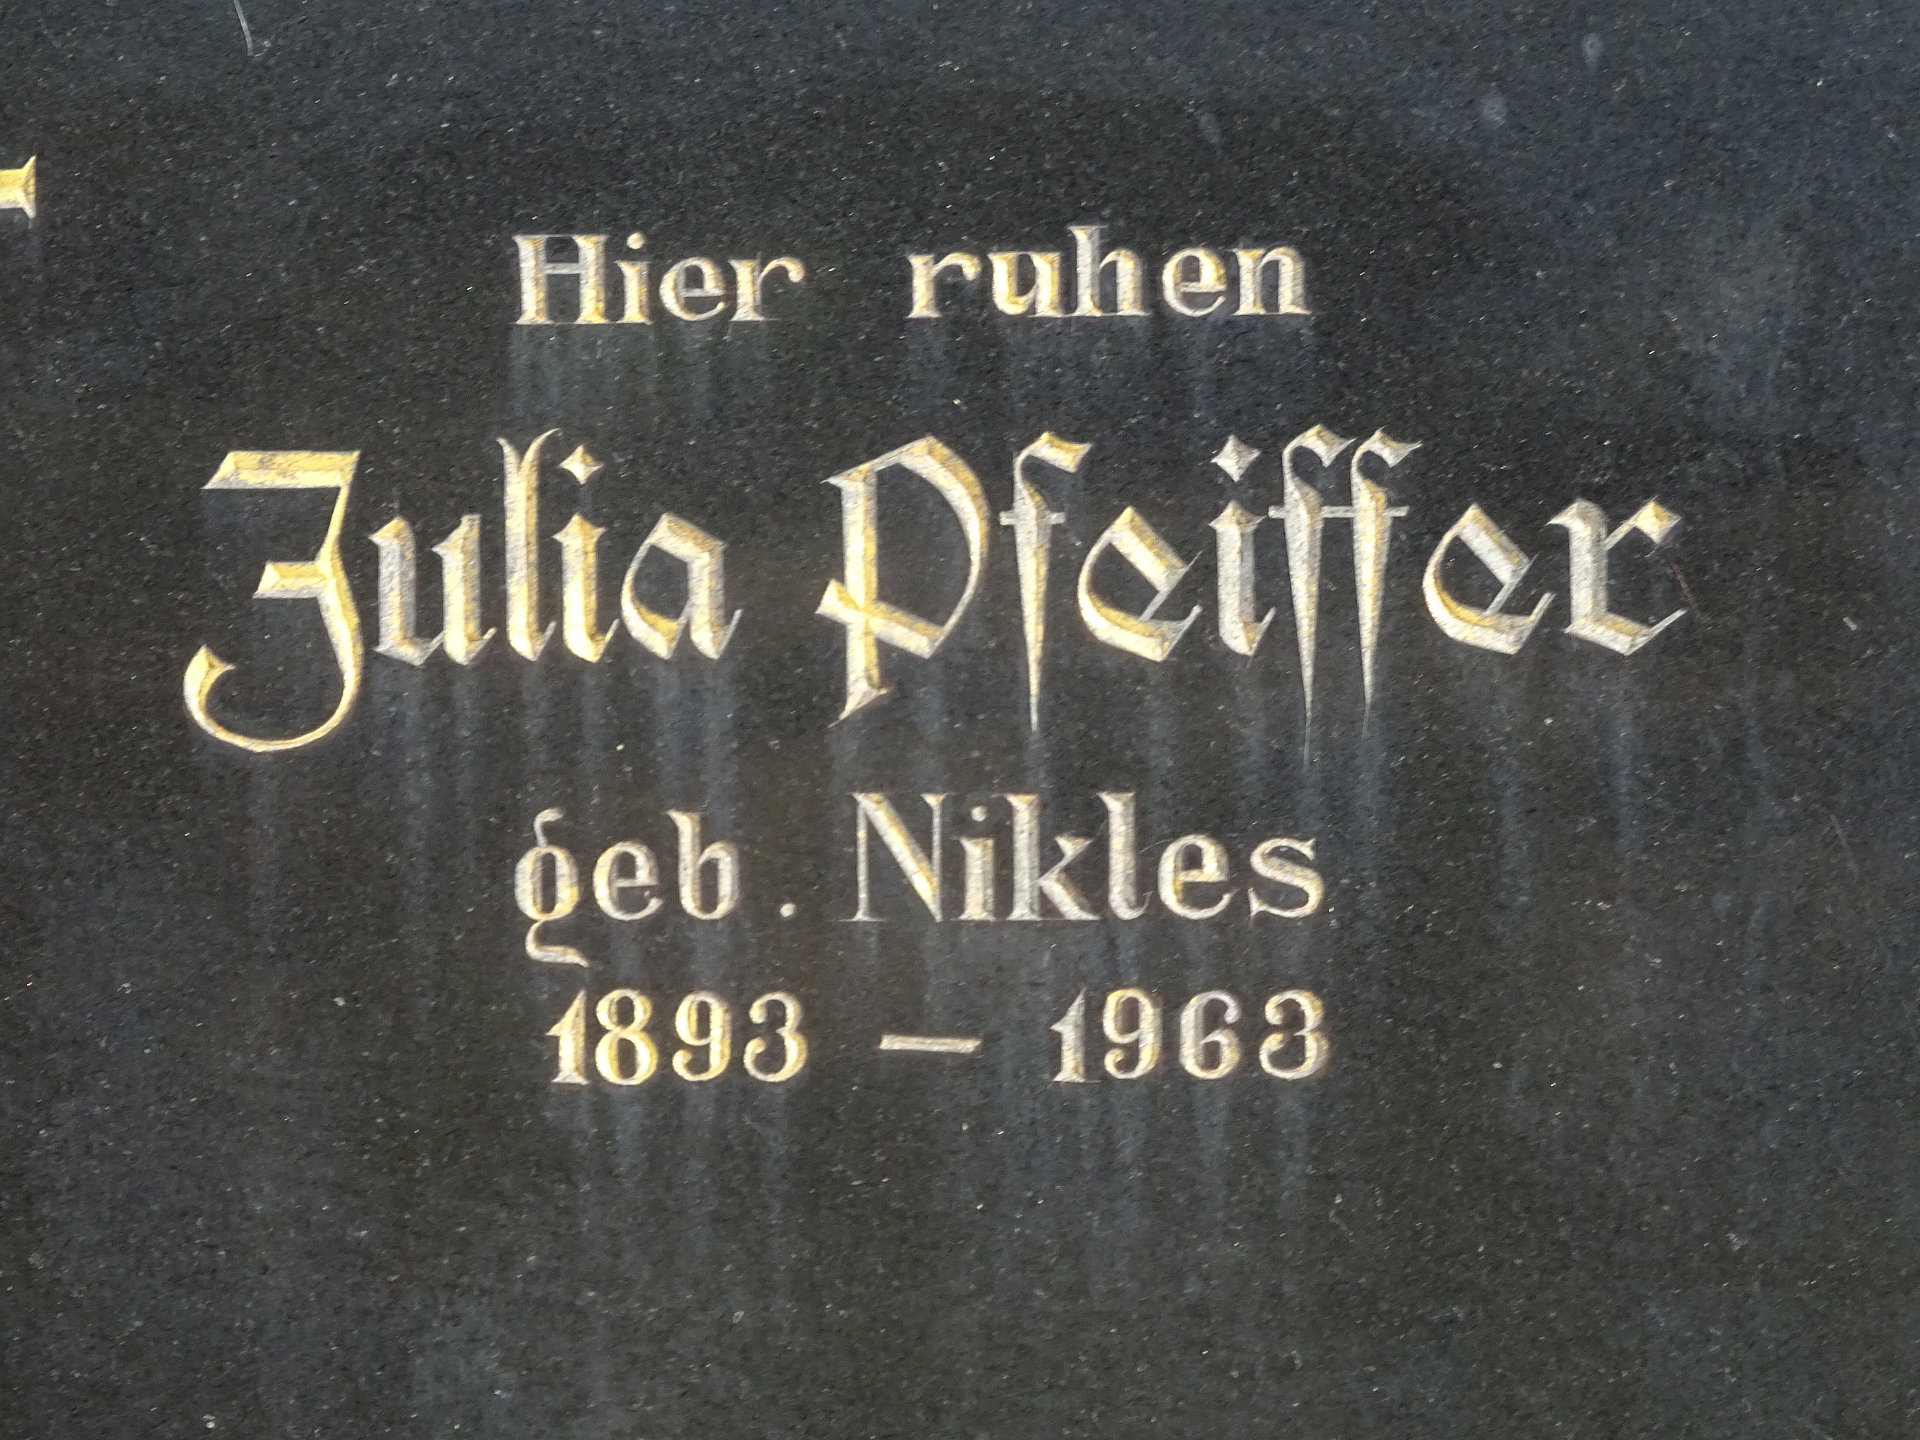 Hier ruhen
Julia Pfeiffer
geb. Nikles
1893 — 1963